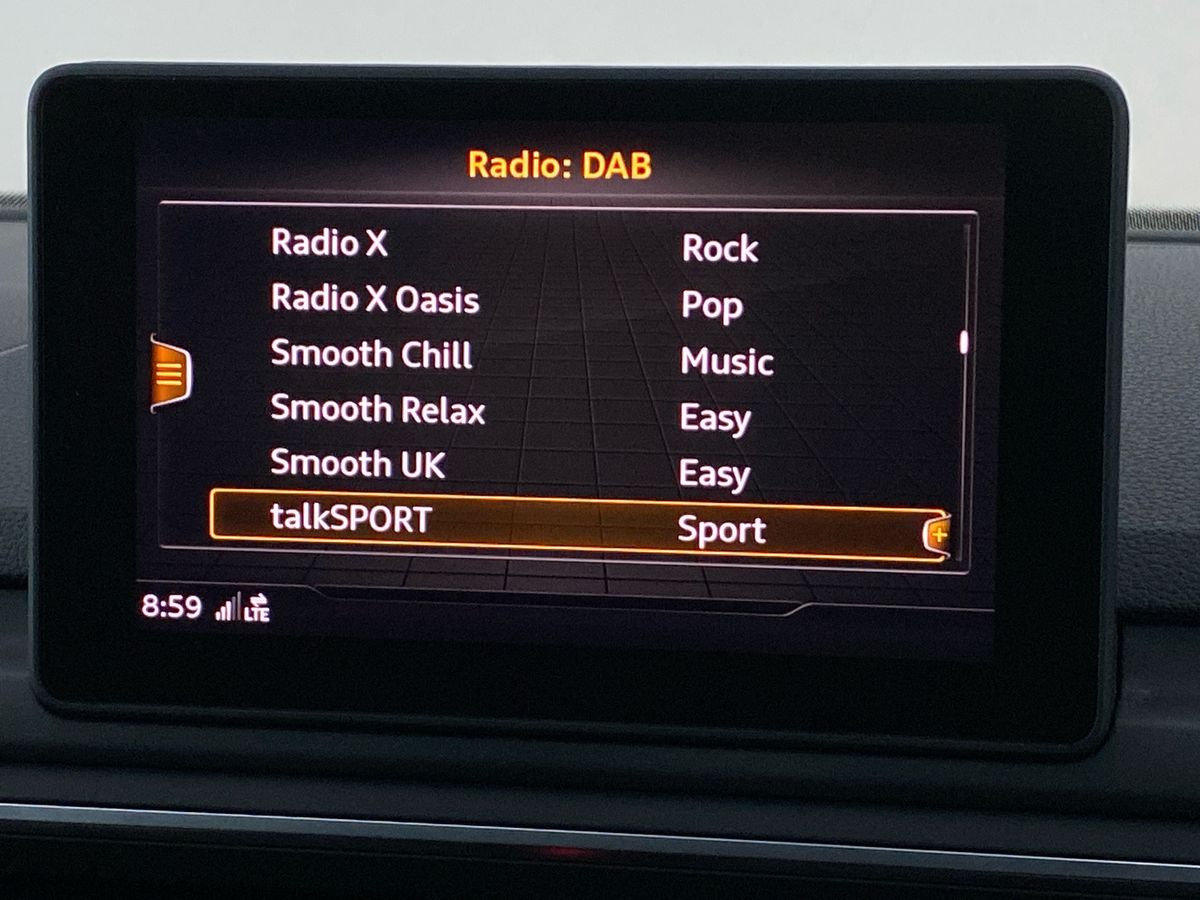 Radio: DAB
Radio X Rock
Radio X Oasis Pop
Smooth Chill Music
Smooth Relax Easy
Smooth UK Easy
talkSPORT Sport
8:59 LTE